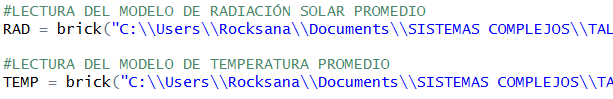 #LECTURA DEL MODELO DE RADIACIÓN SOLAR PROMEDIO
RAD = brick("C:\\Users\\Rocksana\\Documents\\SISTEMAS COMPLEJOS\\TAL
#LECTURA DEL MODELO DE TEMPERATURA PROMEDIO
TEMP = brick("C:\\Users\\Rocksana\\Documents\\SISTEMAS COMPLEJOS\\TA